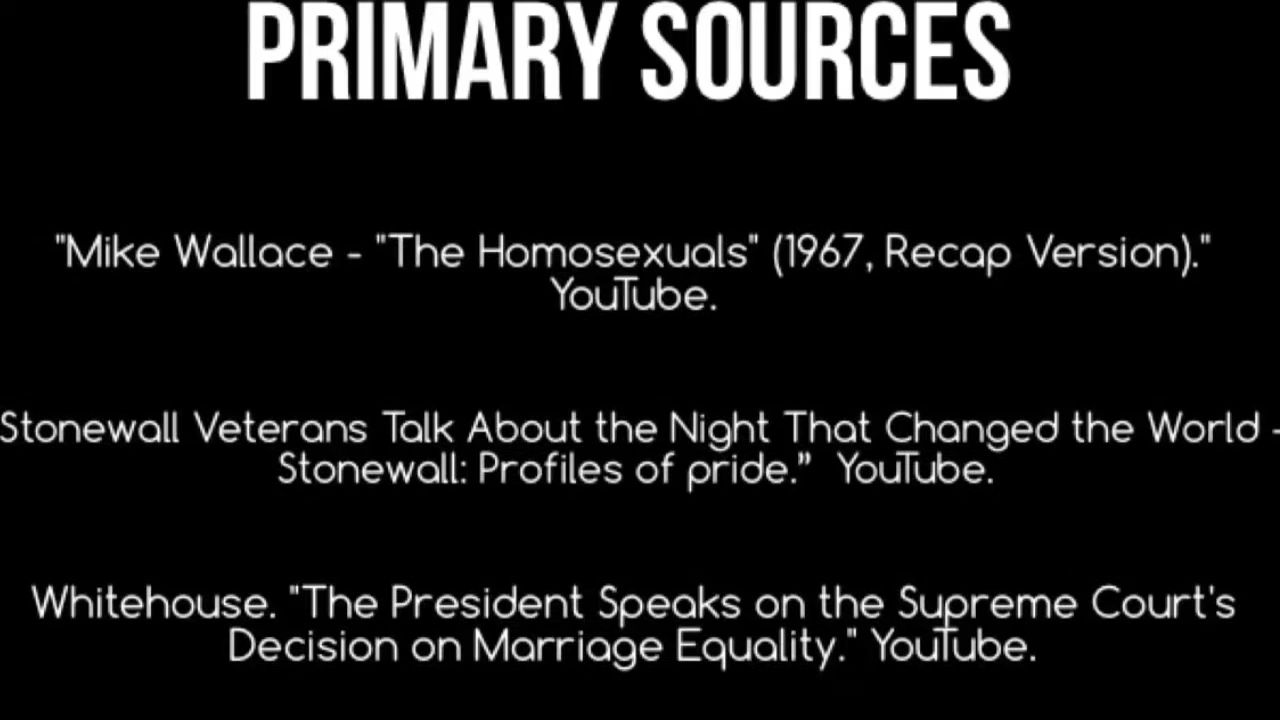 PRIMARY SOURCES
"Mike Wallace - "The Homosexuals" (1967, Recap Version)."
YouTube.
Stonewall Veterans Talk About the Night That Changed the World -
Stonewall: Profiles of pride.” YouTube.
Whitehouse. "The President Speaks on the Supreme Court's
Decision on Marriage Equality." YouTube.